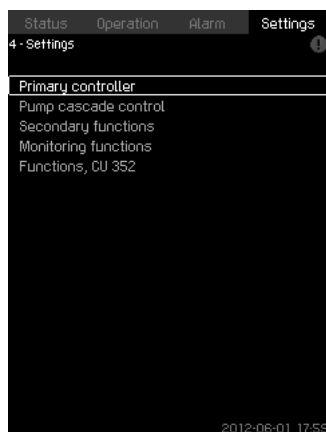 Status Operation Alarm Settings
4 - Settings
Primary controller
Pump cascade control
Secondary functions
Monitoring functions
Functions, CU 352
2012-06-01 17:59